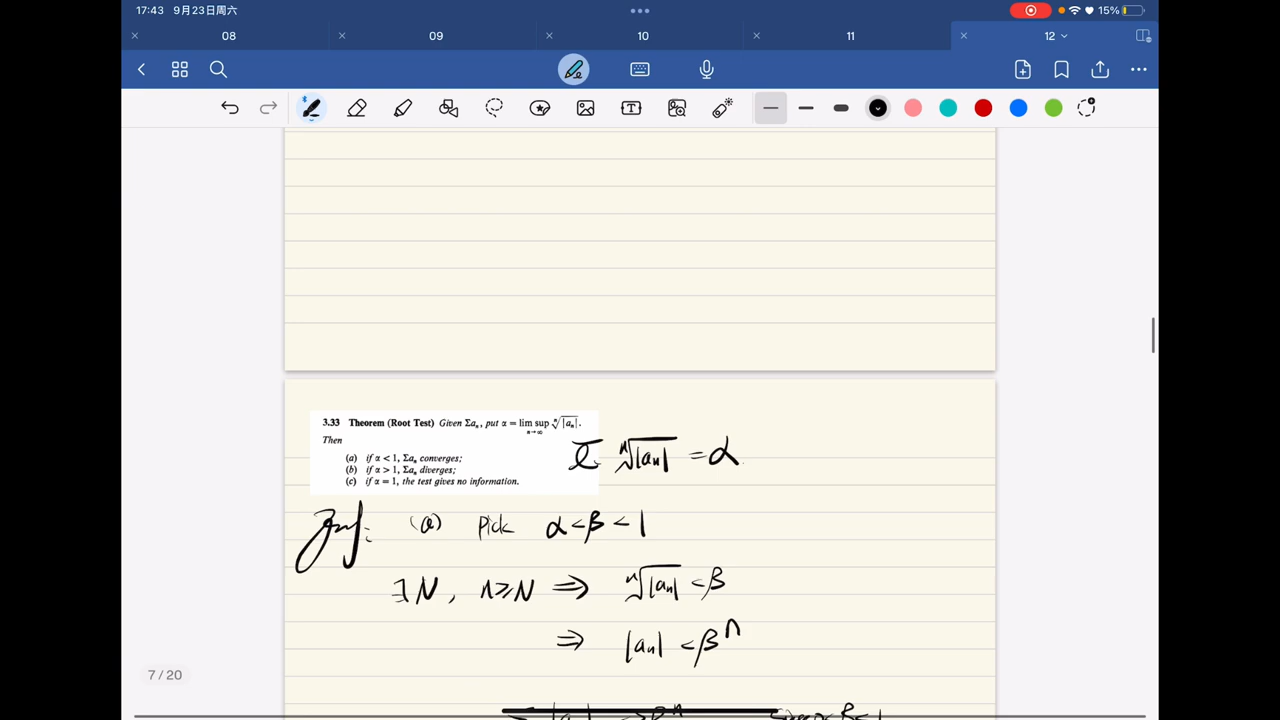 17:43 9月23日周六
15%
08 09 10 11 12
3.33 Theorem (Root Test) Given Σaₙ, put α = lim sup ⁿ√|aₙ|.
n→∞
Then
(a) if α < 1, Σaₙ converges;
(b) if α > 1, Σaₙ diverges;
(c) if α = 1, the test gives no information.
ⁿ√|aₙ| = α
(a) pick α < β < 1
∃N, n ≥ N ⇒ ⁿ√|aₙ| < β
⇒ |aₙ| < βⁿ
7 / 20